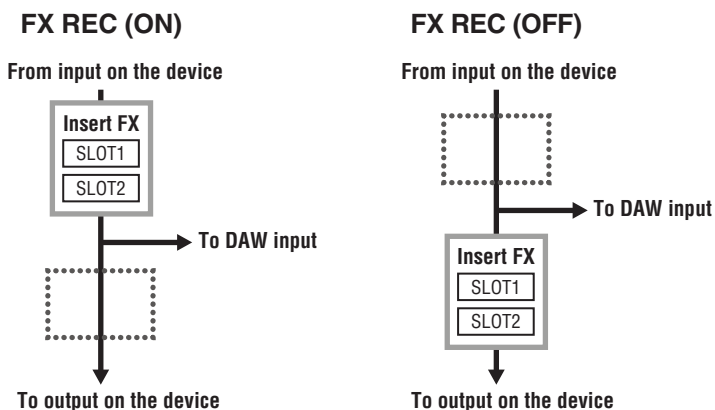 FX REC (ON)
From input on the device
Insert FX
SLOT1
SLOT2
To DAW input
To output on the device
FX REC (OFF)
From input on the device
To DAW input
Insert FX
SLOT1
SLOT2
To output on the device